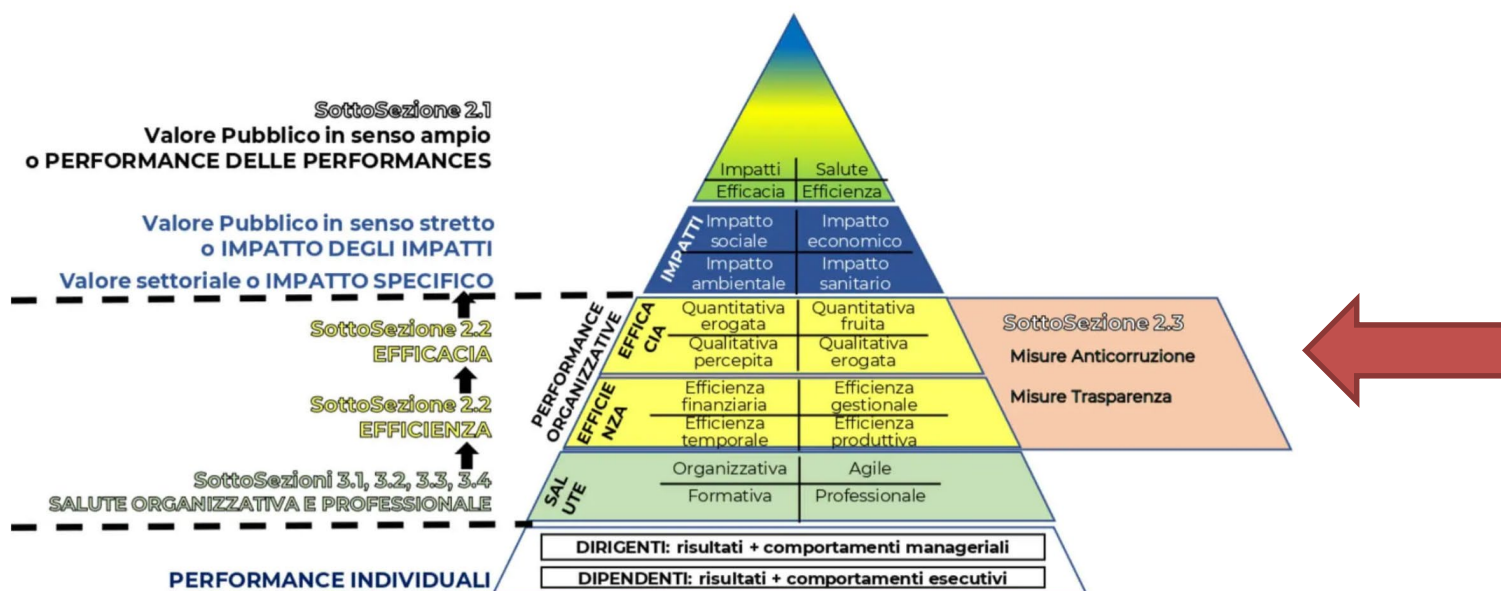 SottoSezione 2.1
Valore Pubblico in senso ampio
o PERFORMANCE DELLE PERFORMANCES
Valore Pubblico in senso stretto
o IMPATTO DEGLI IMPATTI
Valore settoriale o IMPATTO SPECIFICO
SottoSezione 2.2
EFFICACIA
SottoSezione 2.2
EFFICIENZA
SottoSezioni 3.1, 3.2, 3.3, 3.4
SALUTE ORGANIZZATIVA E PROFESSIONALE
PERFORMANCE INDIVIDUALI
Impatti
Salute
Efficacia
Efficienza
IMPATTI
Impatto
sociale
Impatto
economico
Impatto
ambientale
Impatto
sanitario
PERFORMANCE
ORGANIZZATIVE
EFFICA
CIA
Quantitativa
erogata
Quantitativa
fruita
Qualitativa
percepita
Qualitativa
erogata
EFFICIE
NZA
Efficienza
finanziaria
Efficienza
gestionale
Efficienza
temporale
Efficienza
produttiva
SAL
UTE
Organizzativa
Agile
Formativa
Professionale
DIRIGENTI: risultati + comportamenti manageriali
DIPENDENTI: risultati + comportamenti esecutivi
SottoSezione 2.3
Misure Anticorruzione
Misure Trasparenza